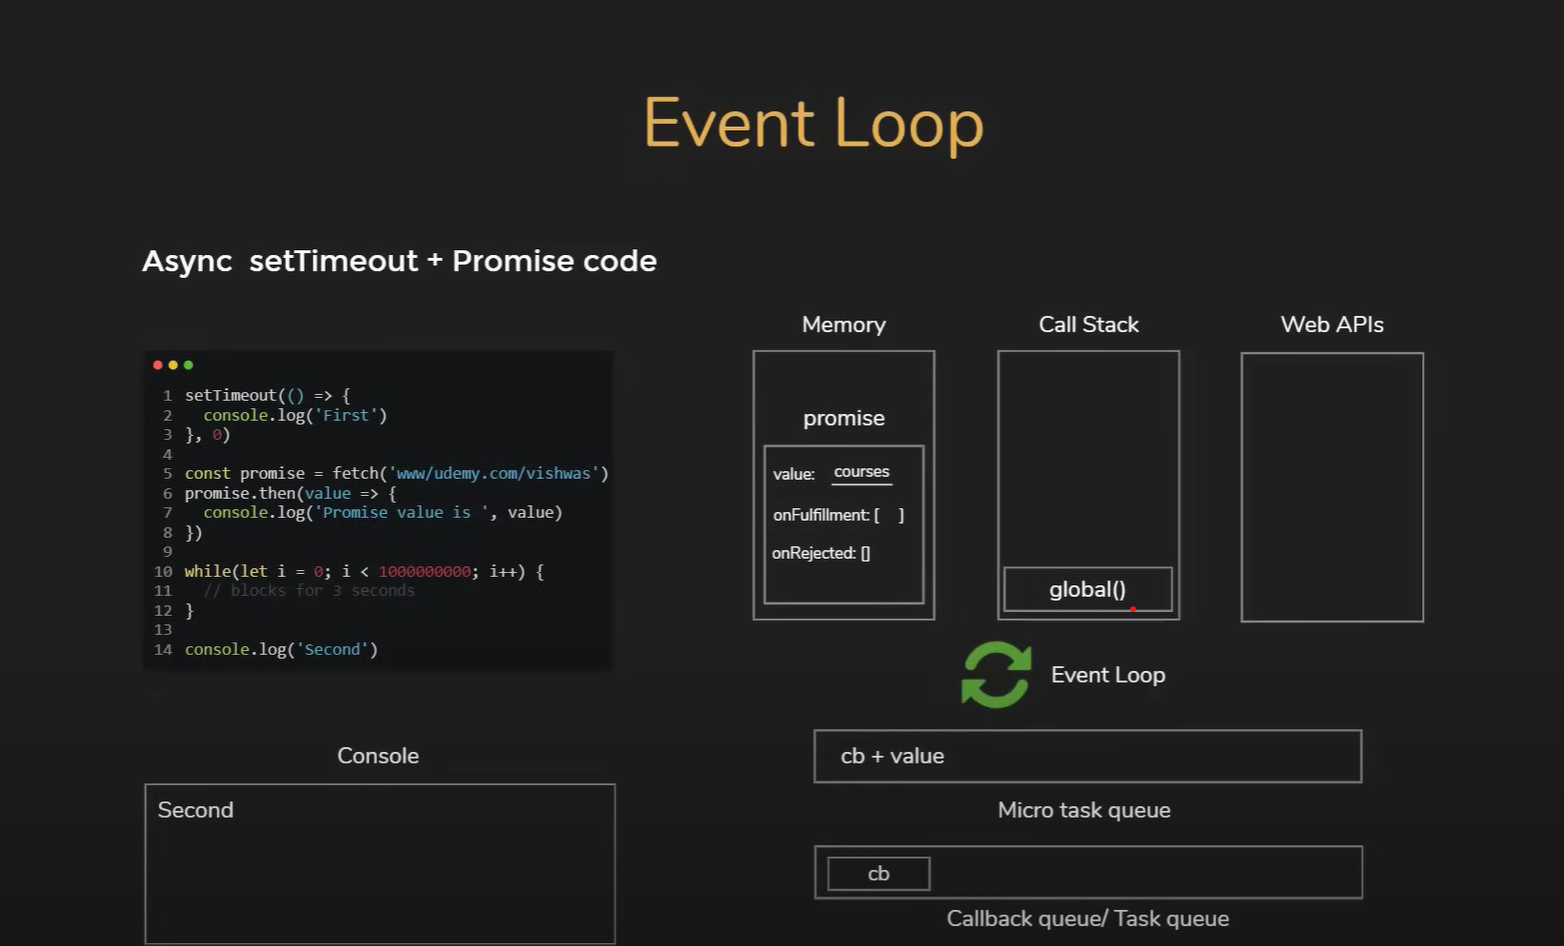 Event Loop
Async setTimeout + Promise code
1 setTimeout(() => {
2 console.log('First')
3 }, 0)
4
5 const promise = fetch('www/udemy.com/vishwas')
6 promise.then(value => {
7 console.log('Promise value is ', value)
8 })
9
10 while(let i = 0; i < 1000000000; i++) {
11 // blocks for 3 seconds
12 }
13
14 console.log('Second')
Console
Second
Memory
promise
value: courses
onFulfillment: [ ]
onRejected: []
Call Stack
global()
Web APIs
Event Loop
cb + value
Micro task queue
cb
Callback queue/ Task queue